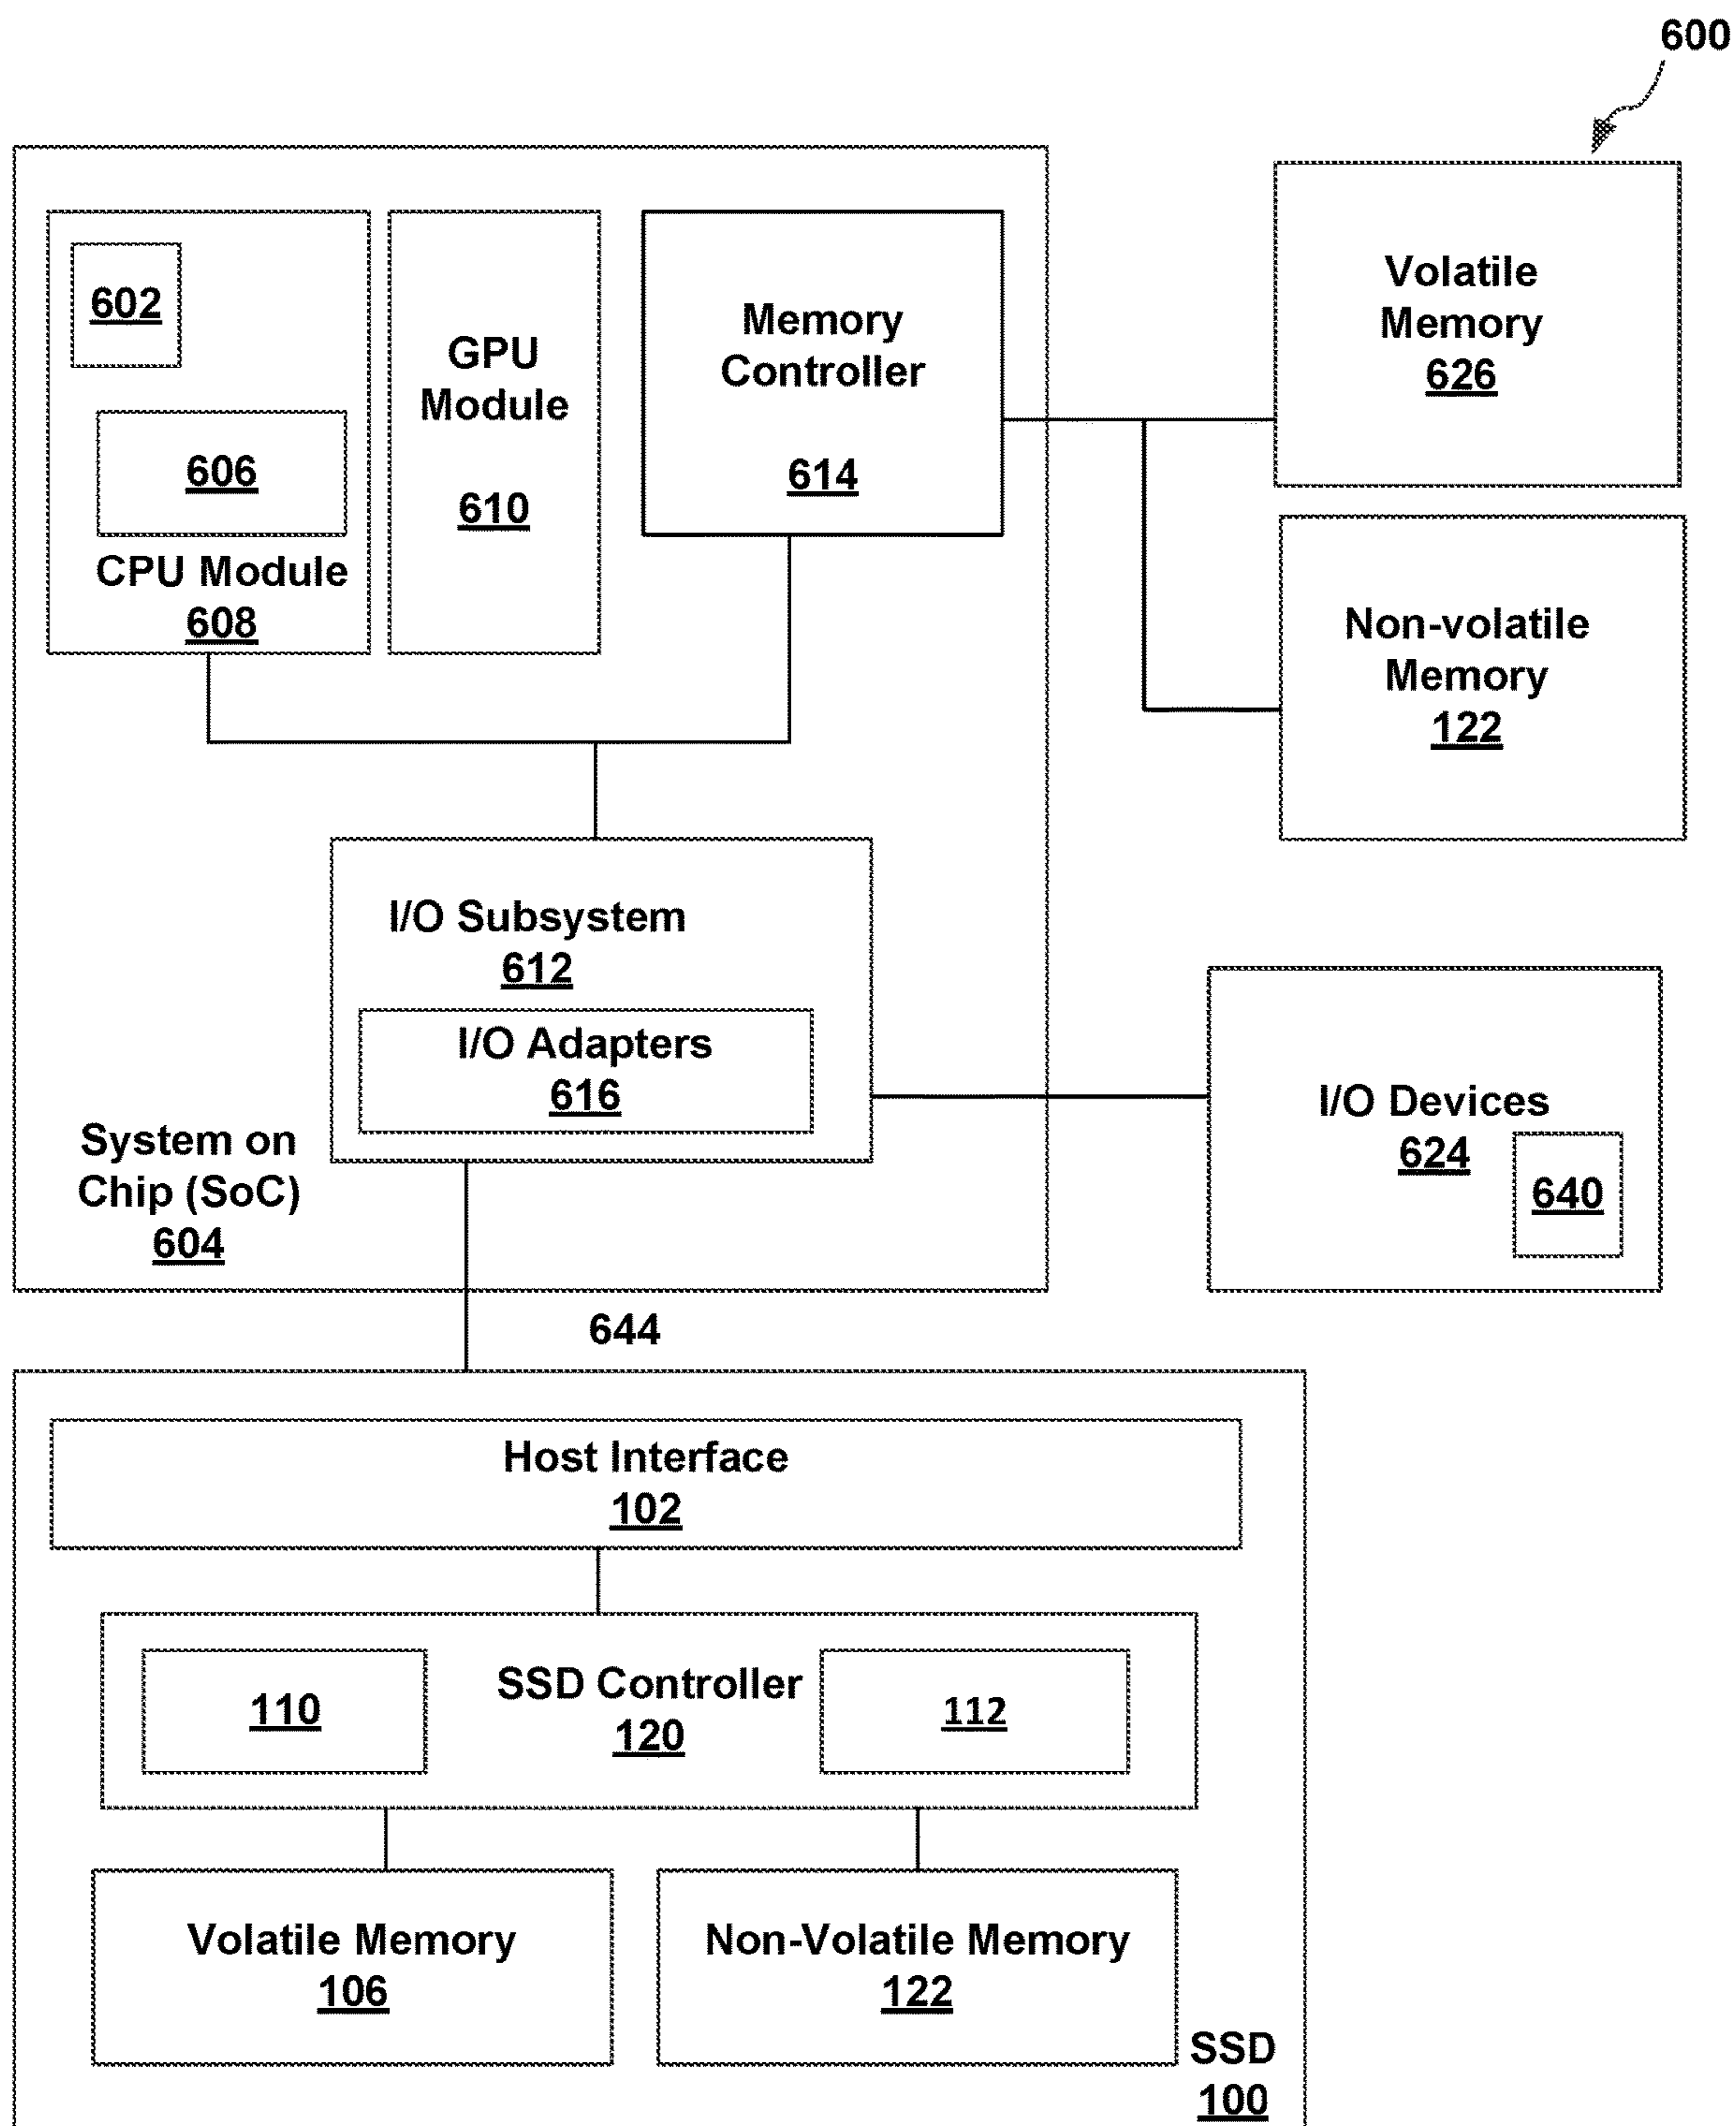 600
602
606
CPU Module
608
GPU
Module
610
Memory
Controller
614
Volatile
Memory
626
Non-volatile
Memory
122
I/O Subsystem
612
I/O Adapters
616
System on
Chip (SoC)
604
I/O Devices
624
640
644
Host Interface
102
110
SSD Controller
120
112
Volatile Memory
106
Non-Volatile Memory
122
SSD
100